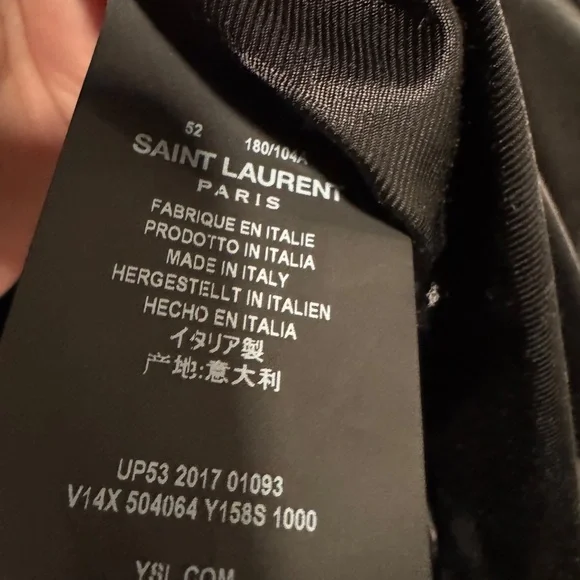 52 180/104A
SAINT LAURENT
PARIS
FABRIQUE EN ITALIE
PRODOTTO IN ITALIA
MADE IN ITALY
HERGESTELLT IN ITALIEN
HECHO EN ITALIA
イタリア製
产地:意大利
UP53 2017 01093
V14X 504064 Y158S 1000
YSL.COM